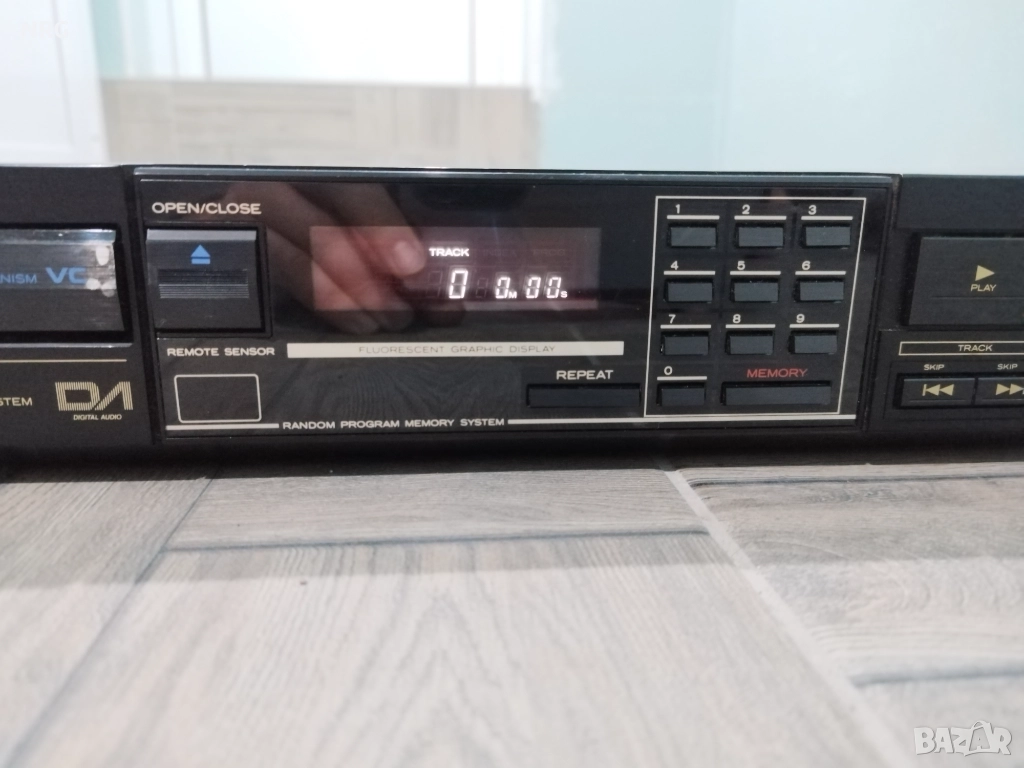 OPEN/CLOSE
NISM VC
TRACK
0 0M 00S
REMOTE SENSOR
FLUORESCENT GRAPHIC DISPLAY
REPEAT
STEM
DA
DIGITAL AUDIO
RANDOM PROGRAM MEMORY SYSTEM
1 2 3
4 5 6
7 8 9
0 MEMORY
PLAY
TRACK
SKIP SKIP
BAZAR